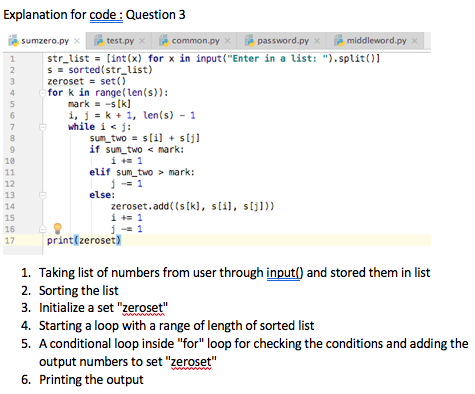 Explanation for code : Question 3
sumzero.py × test.py × common.py × password.py × middleword.py ×
1 str_list = [int(x) for x in input("Enter in a list: ").split()]
2 s = sorted(str_list)
3 zeroset = set()
4 for k in range(len(s)):
5 mark = -s[k]
6 i, j = k + 1, len(s) - 1
7 while i < j:
8 sum_two = s[i] + s[j]
9 if sum_two < mark:
10 i += 1
11 elif sum_two > mark:
12 j -= 1
13 else:
14 zeroset.add((s[k], s[i], s[j]))
15 i += 1
16 j -= 1
17 print(zeroset)
1. Taking list of numbers from user through input() and stored them in list
2. Sorting the list
3. Initialize a set "zeroset"
4. Starting a loop with a range of length of sorted list
5. A conditional loop inside "for" loop for checking the conditions and adding the
output numbers to set "zeroset"
6. Printing the output